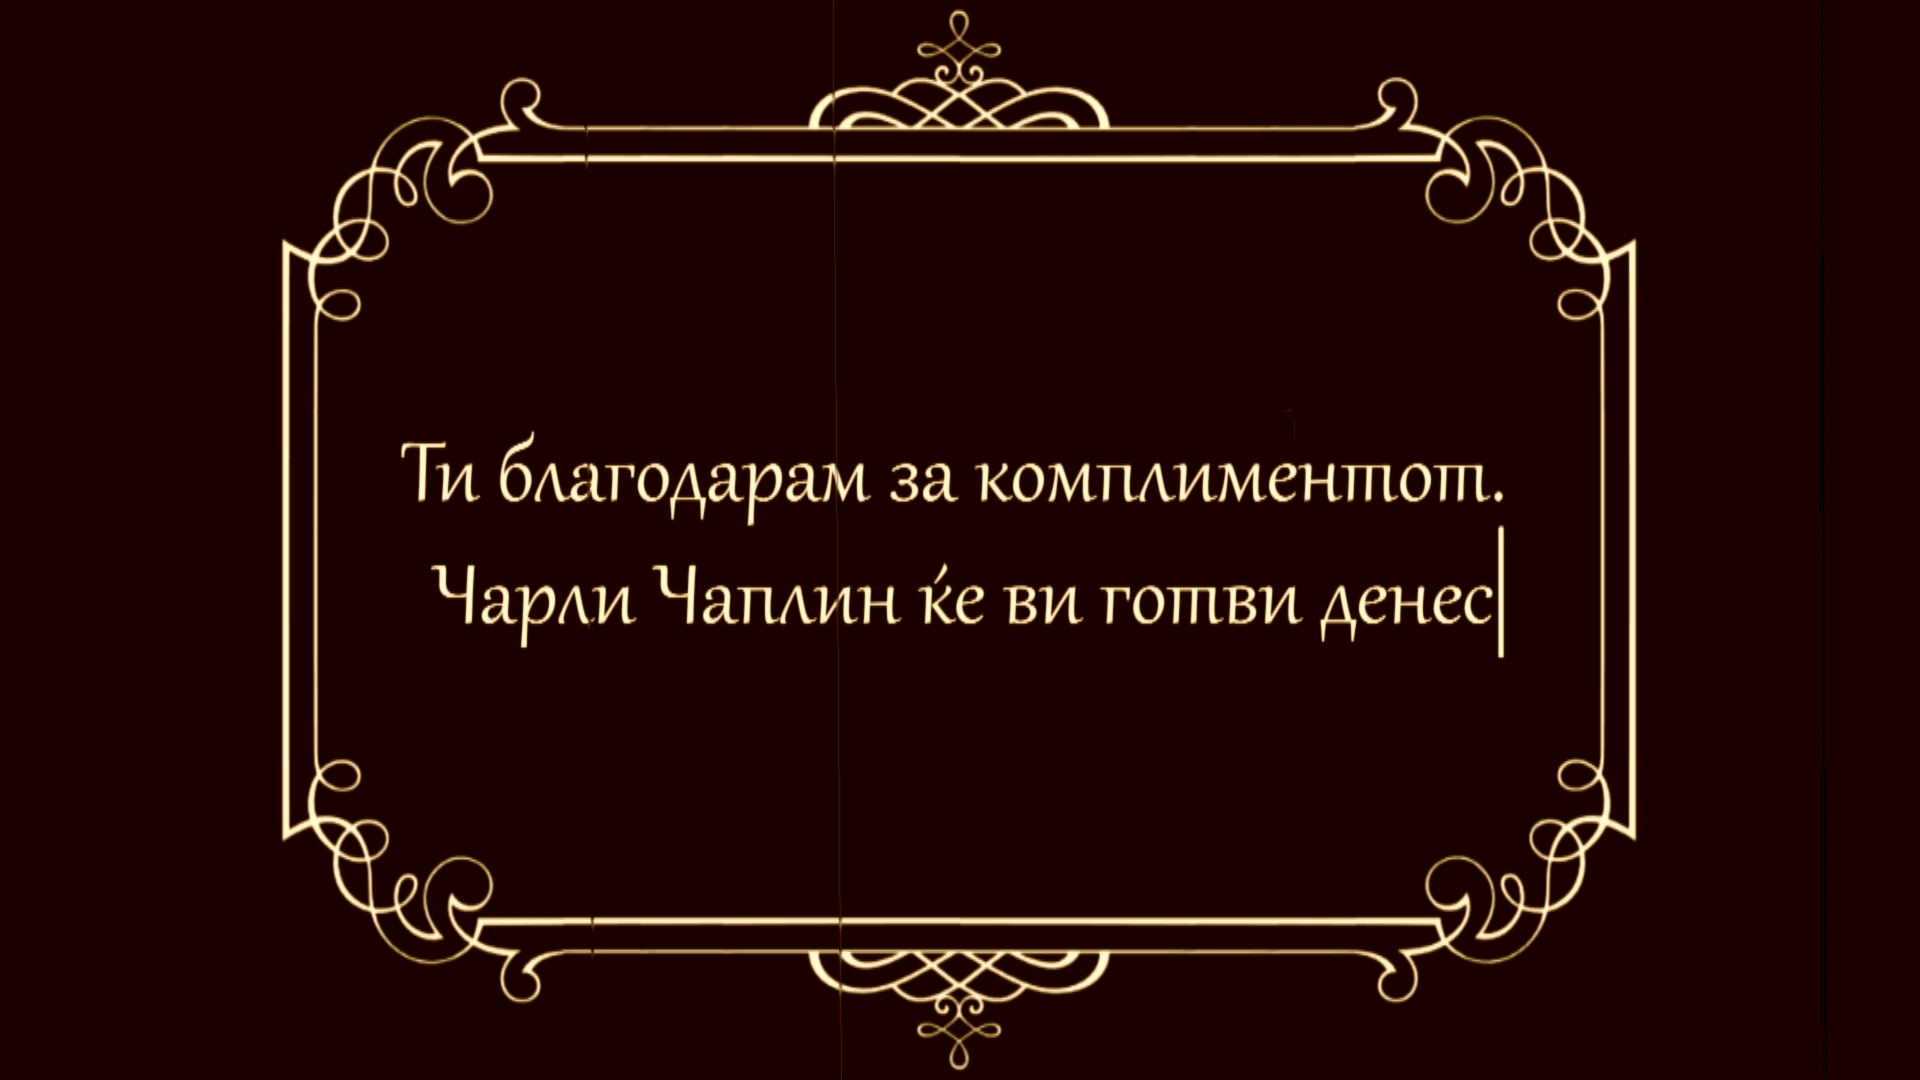 Ти благодарам за комплиментот.
Чарли Чаплин ќе ви готви денес